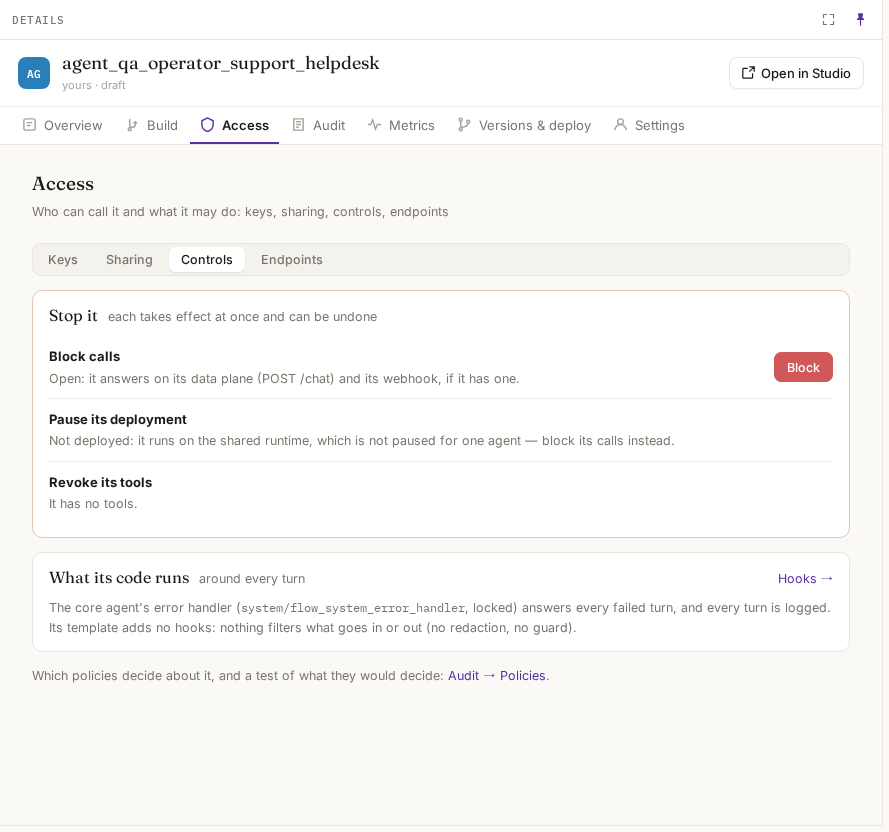 DETAILS
AG
agent_qa_operator_support_helpdesk
yours · draft
Open in Studio
Overview
Build
Access
Audit
Metrics
Versions & deploy
Settings
Access
Who can call it and what it may do: keys, sharing, controls, endpoints
Keys
Sharing
Controls
Endpoints
Stop it each takes effect at once and can be undone
Block calls
Open: it answers on its data plane (POST /chat) and its webhook, if it has one.
Block
Pause its deployment
Not deployed: it runs on the shared runtime, which is not paused for one agent — block its calls instead.
Revoke its tools
It has no tools.
What its code runs around every turn
Hooks →
The core agent's error handler (system/flow_system_error_handler, locked) answers every failed turn, and every turn is logged.
Its template adds no hooks: nothing filters what goes in or out (no redaction, no guard).
Which policies decide about it, and a test of what they would decide: Audit → Policies.